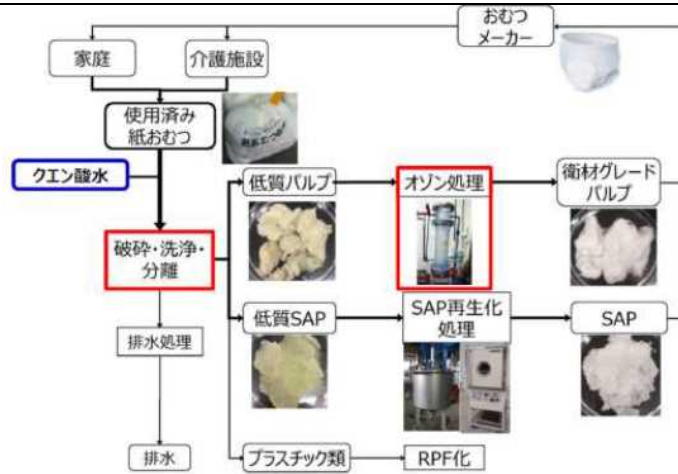 おむつ
メーカー
家庭
介護施設
使用済み
紙おむつ
クエン酸水
低質パルプ
オゾン処理
衛材グレード
パルプ
破砕・洗浄・
分離
低質SAP
SAP再生化
処理
SAP
排水処理
排水
プラスチック類
RPF化